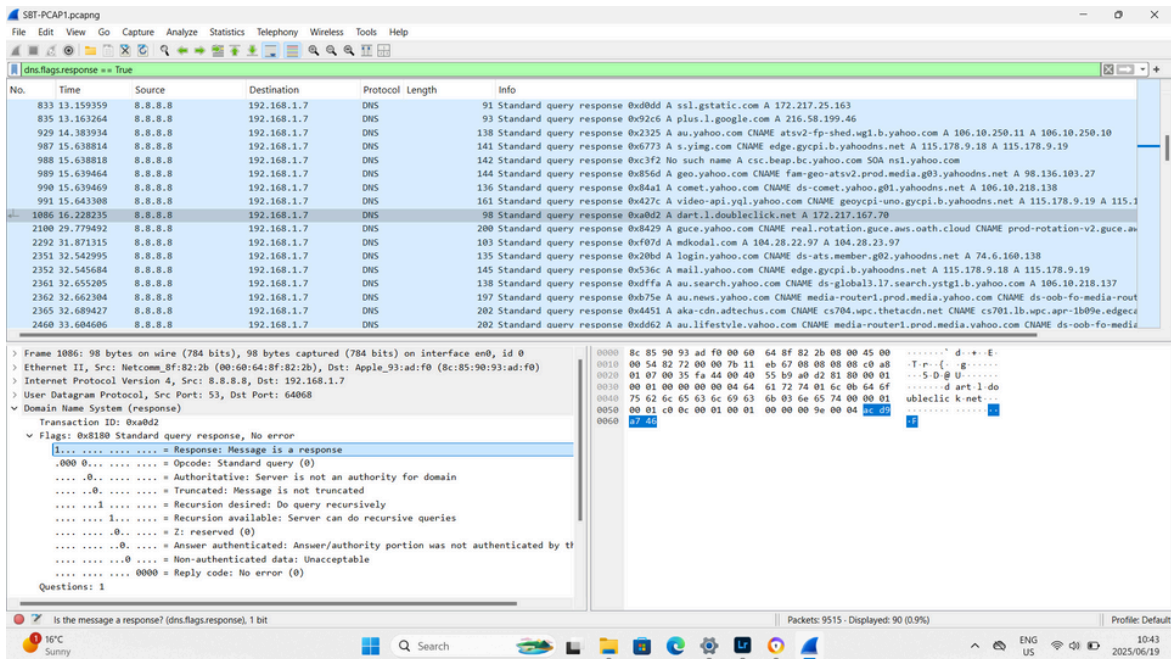 SBT-PCAP1.pcapng
File Edit View Go Capture Analyze Statistics Telephony Wireless Tools Help
dns.flags.response == True
No. Time Source Destination Protocol Length Info
833 13.159359 8.8.8.8 192.168.1.7 DNS 91 Standard query response 0xd0dd A ssl.gstatic.com A 172.217.25.163
835 13.163264 8.8.8.8 192.168.1.7 DNS 93 Standard query response 0x92c6 A plus.l.google.com A 216.58.199.46
929 14.383934 8.8.8.8 192.168.1.7 DNS 138 Standard query response 0x2325 A au.yahoo.com CNAME atsv2-fp-shed.wg1.b.yahoo.com A 106.10.250.11 A 106.10.250.10
987 15.638814 8.8.8.8 192.168.1.7 DNS 141 Standard query response 0x6773 A s.yimg.com CNAME edge.gycpi.b.yahoodns.net A 115.178.9.18 A 115.178.9.19
988 15.638818 8.8.8.8 192.168.1.7 DNS 142 Standard query response 0xc3f2 No such name A csc.beap.bc.yahoo.com SOA ns1.yahoo.com
989 15.639464 8.8.8.8 192.168.1.7 DNS 144 Standard query response 0x856d A geo.yahoo.com CNAME fam-geo-atsv2.prod.media.g03.yahoodns.net A 98.136.103.27
990 15.639469 8.8.8.8 192.168.1.7 DNS 136 Standard query response 0x84a1 A comet.yahoo.com CNAME ds-comet.yahoo.g01.yahoodns.net A 106.10.218.138
991 15.643308 8.8.8.8 192.168.1.7 DNS 161 Standard query response 0x427c A video-api.yql.yahoo.com CNAME geoycpi-uno.gycpi.b.yahoodns.net A 115.178.9.19 A 115.1
1086 16.228235 8.8.8.8 192.168.1.7 DNS 98 Standard query response 0xa0d2 A dart.l.doubleclick.net A 172.217.167.70
2100 29.779492 8.8.8.8 192.168.1.7 DNS 200 Standard query response 0x8429 A guce.yahoo.com CNAME real.rotation.guce.aws.oath.cloud CNAME prod-rotation-v2.guce.aw
2292 31.871315 8.8.8.8 192.168.1.7 DNS 103 Standard query response 0xf07d A mdkodal.com A 104.28.22.97 A 104.28.23.97
2351 32.542995 8.8.8.8 192.168.1.7 DNS 135 Standard query response 0x20bd A login.yahoo.com CNAME ds-ats.member.g02.yahoodns.net A 74.6.160.138
2352 32.545684 8.8.8.8 192.168.1.7 DNS 145 Standard query response 0x536c A mail.yahoo.com CNAME edge.gycpi.b.yahoodns.net A 115.178.9.18 A 115.178.9.19
2361 32.655205 8.8.8.8 192.168.1.7 DNS 138 Standard query response 0xdffa A au.search.yahoo.com CNAME ds-global3.l7.search.ystg1.b.yahoo.com A 106.10.218.137
2362 32.662304 8.8.8.8 192.168.1.7 DNS 197 Standard query response 0xb75e A au.news.yahoo.com CNAME media-router1.prod.media.yahoo.com CNAME ds-oob-fo-media-rout
2365 32.689427 8.8.8.8 192.168.1.7 DNS 202 Standard query response 0x4451 A aka-cdn.adtechus.com CNAME cs704.wpc.thetacdn.net CNAME cs701.lb.wpc.apr-1b09e.edgeca
2460 33.604606 8.8.8.8 192.168.1.7 DNS 202 Standard query response 0xdd62 A au.lifestyle.yahoo.com CNAME media-router1.prod.media.yahoo.com CNAME ds-oob-fo-media
> Frame 1086: 98 bytes on wire (784 bits), 98 bytes captured (784 bits) on interface en0, id 0
> Ethernet II, Src: Netcomm_8f:82:2b (00:60:64:8f:82:2b), Dst: Apple_93:ad:f0 (8c:85:90:93:ad:f0)
> Internet Protocol Version 4, Src: 8.8.8.8, Dst: 192.168.1.7
> User Datagram Protocol, Src Port: 53, Dst Port: 64068
Domain Name System (response)
Transaction ID: 0xa0d2
Flags: 0x8180 Standard query response, No error
1... .... .... .... = Response: Message is a response
.000 0... .... .... = Opcode: Standard query (0)
.... .0.. .... .... = Authoritative: Server is not an authority for domain
.... ..0. .... .... = Truncated: Message is not truncated
.... ...1 .... .... = Recursion desired: Do query recursively
.... .... 1... .... = Recursion available: Server can do recursive queries
.... .... .0.. .... = Z: reserved (0)
.... .... ..0. .... = Answer authenticated: Answer/authority portion was not authenticated by th
.... .... ...0 .... = Non-authenticated data: Unacceptable
.... .... .... 0000 = Reply code: No error (0)
Questions: 1
0000 8c 85 90 93 ad f0 00 60 64 8f 82 2b 08 00 45 00 ·······` d··+··E·
0010 00 54 82 72 00 00 7b 11 eb 67 08 08 08 08 c0 a8 ·T·r··{· ·g······
0020 01 07 00 35 fa 44 00 40 55 b9 a0 d2 81 80 00 01 ···5·D·@ U·······
0030 00 01 00 00 00 00 04 64 61 72 74 01 6c 0b 64 6f ·······d art·l·do
0040 75 62 6c 65 63 6c 69 63 6b 03 6e 65 74 00 00 01 ubleclic k·net···
0050 00 01 c0 0c 00 01 00 01 00 00 00 9e 00 04 ac d9 ········ ········
0060 a7 46 ·F
Is the message a response? (dns.flags.response), 1 bit
Packets: 9515 · Displayed: 90 (0.9%)
Profile: Default
1
16°C
Sunny
Search
ENG
US
10:43
2025/06/19